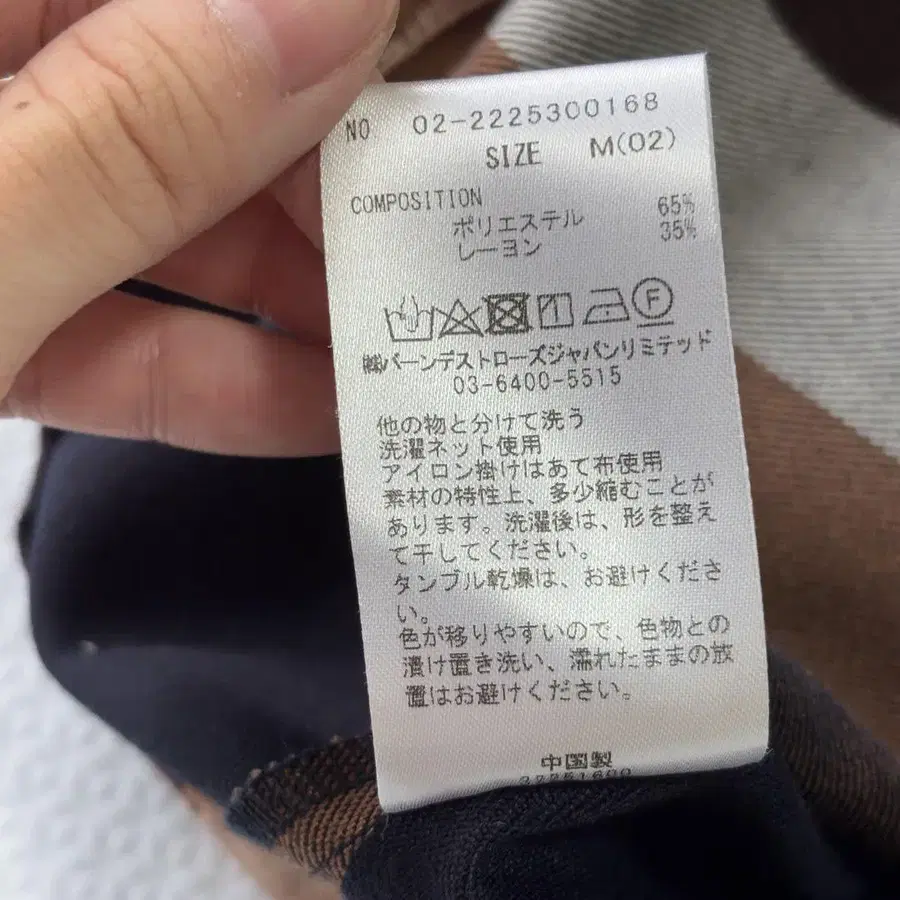 NO 02-2225300168
SIZE M(02)
COMPOSITION
ポリエステル 65%
レーヨン 35%
F
㈱バーンデストローズジャパンリミテッド
03-6400-5515
他の物と分けて洗う
洗濯ネット使用
アイロン掛けはあて布使用
素材の特性上、多少縮むことが
あります。洗濯後は、形を整え
て干してください。
タンブル乾燥は、お避けくださ
い。
色が移りやすいので、色物との
漬け置き洗い、濡れたままの放
置はお避けください。
中国製